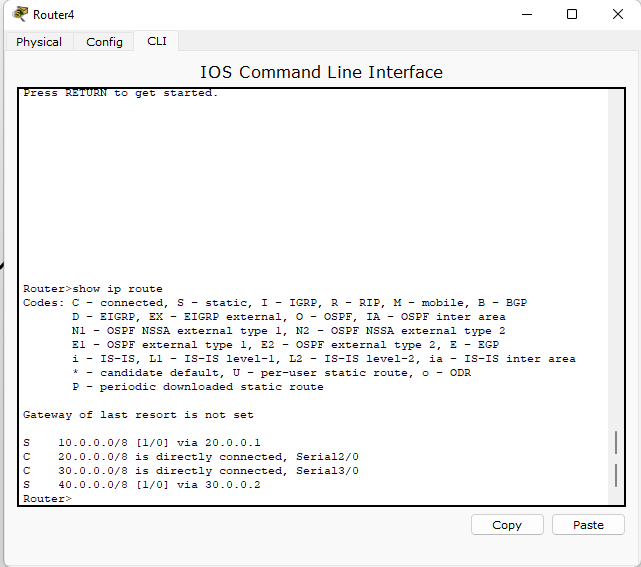 Router4
Physical Config CLI
IOS Command Line Interface
Press RETURN to get started.
Router>show ip route
Codes: C - connected, S - static, I - IGRP, R - RIP, M - mobile, B - BGP
D - EIGRP, EX - EIGRP external, O - OSPF, IA - OSPF inter area
N1 - OSPF NSSA external type 1, N2 - OSPF NSSA external type 2
E1 - OSPF external type 1, E2 - OSPF external type 2, E - EGP
i - IS-IS, L1 - IS-IS level-1, L2 - IS-IS level-2, ia - IS-IS inter area
* - candidate default, U - per-user static route, o - ODR
P - periodic downloaded static route
Gateway of last resort is not set
S 10.0.0.0/8 [1/0] via 20.0.0.1
C 20.0.0.0/8 is directly connected, Serial2/0
C 30.0.0.0/8 is directly connected, Serial3/0
S 40.0.0.0/8 [1/0] via 30.0.0.2
Router>
Copy Paste